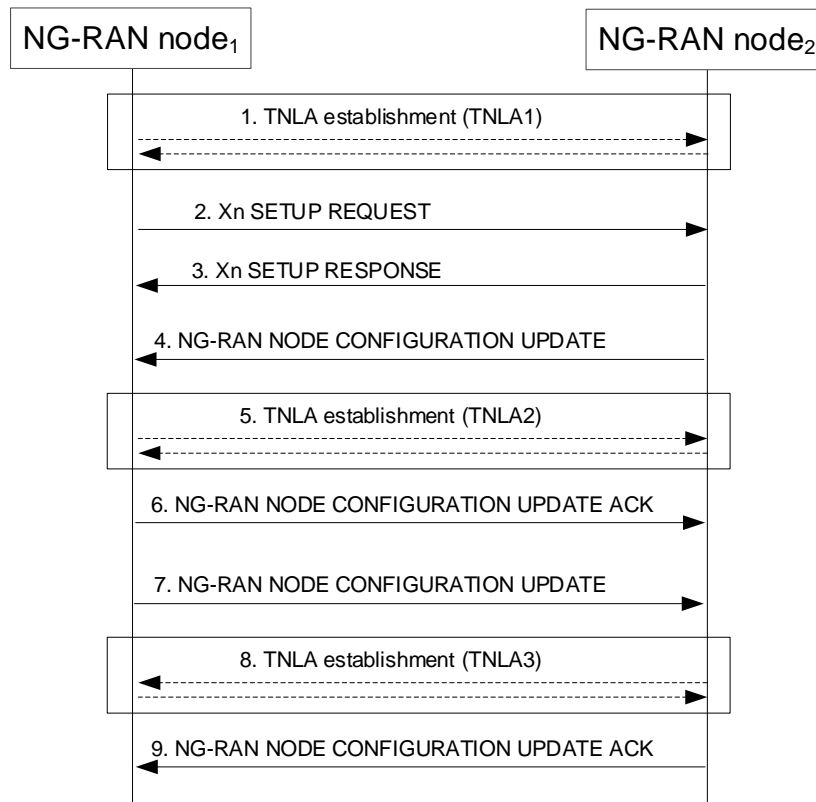 NG-RAN node₁
NG-RAN node₂
1. TNLA establishment (TNLA1)
2. Xn SETUP REQUEST
3. Xn SETUP RESPONSE
4. NG-RAN NODE CONFIGURATION UPDATE
5. TNLA establishment (TNLA2)
6. NG-RAN NODE CONFIGURATION UPDATE ACK
7. NG-RAN NODE CONFIGURATION UPDATE
8. TNLA establishment (TNLA3)
9. NG-RAN NODE CONFIGURATION UPDATE ACK